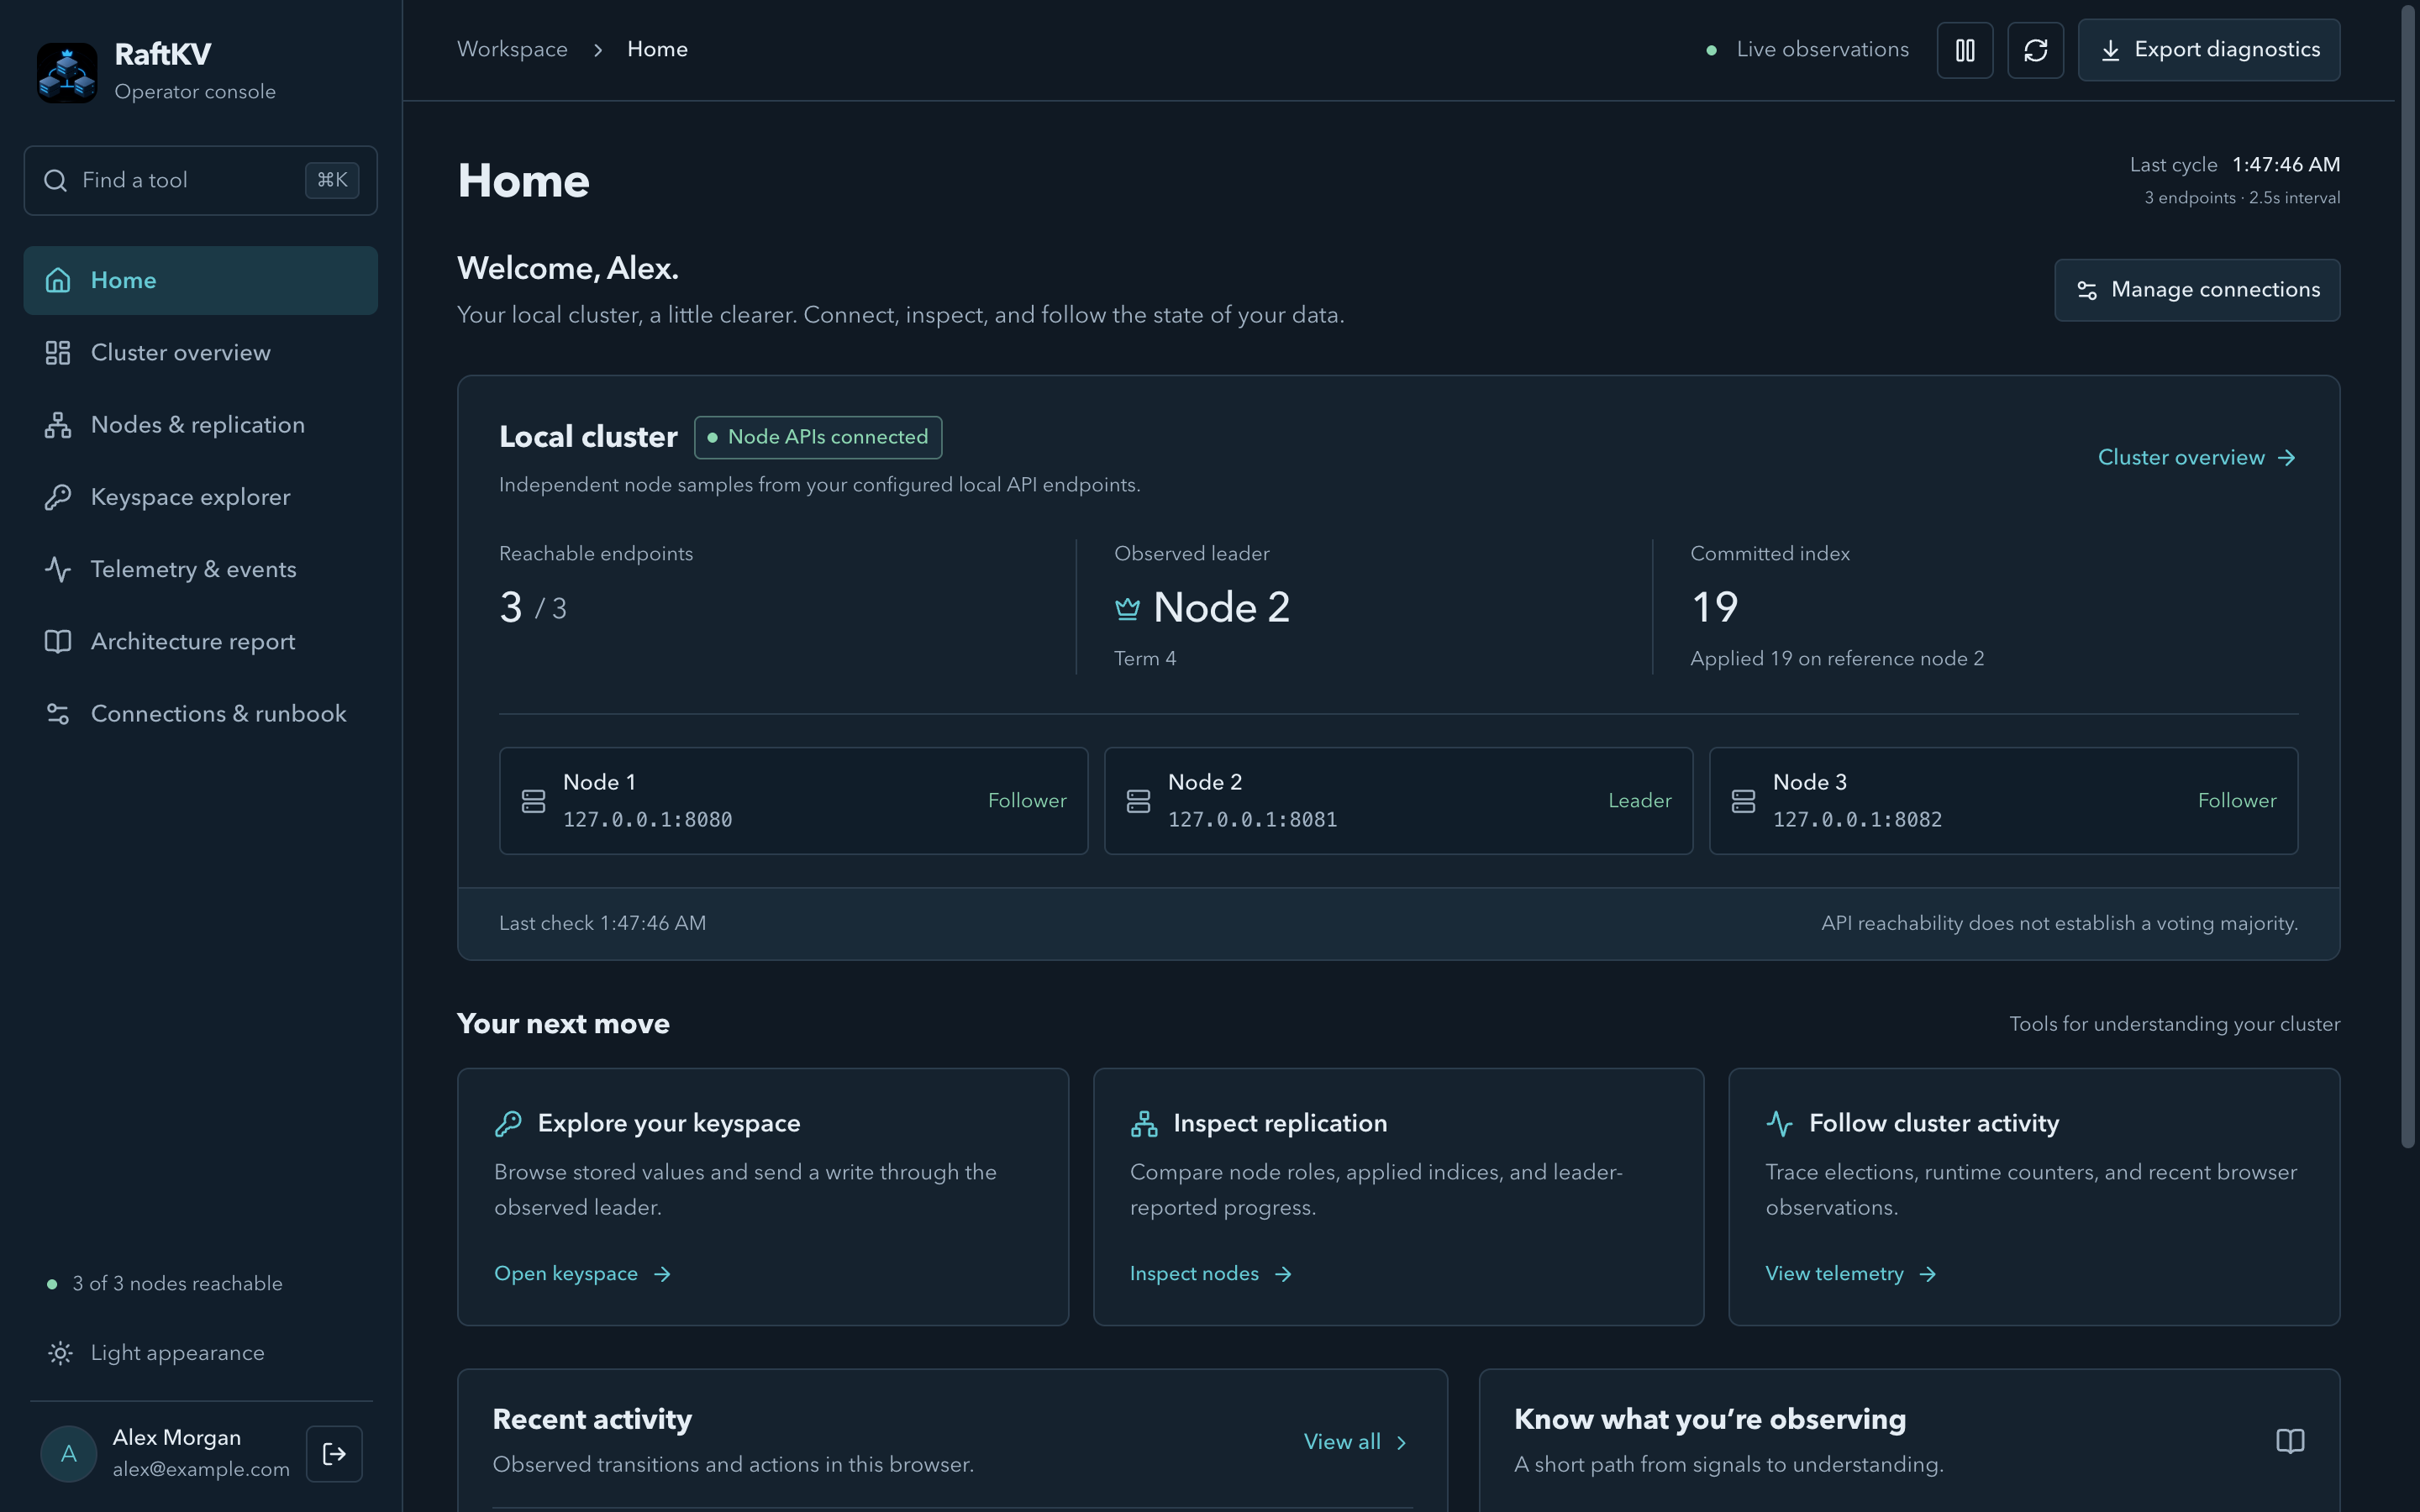 RaftKV
Operator console
Find a tool
⌘K
Home
Cluster overview
Nodes & replication
Keyspace explorer
Telemetry & events
Architecture report
Connections & runbook
3 of 3 nodes reachable
Light appearance
A
Alex Morgan
alex@example.com
Workspace
Home
Live observations
Export diagnostics
Home
Last cycle 1:47:46 AM
3 endpoints · 2.5s interval
Welcome, Alex.
Your local cluster, a little clearer. Connect, inspect, and follow the state of your data.
Manage connections
Local cluster
Node APIs connected
Independent node samples from your configured local API endpoints.
Cluster overview
Reachable endpoints
3 / 3
Observed leader
Node 2
Term 4
Committed index
19
Applied 19 on reference node 2
Node 1
127.0.0.1:8080
Follower
Node 2
127.0.0.1:8081
Leader
Node 3
127.0.0.1:8082
Follower
Last check 1:47:46 AM
API reachability does not establish a voting majority.
Your next move
Tools for understanding your cluster
Explore your keyspace
Browse stored values and send a write through the
observed leader.
Open keyspace
Inspect replication
Compare node roles, applied indices, and leader-
reported progress.
Inspect nodes
Follow cluster activity
Trace elections, runtime counters, and recent browser
observations.
View telemetry
Recent activity
Observed transitions and actions in this browser.
View all
Know what you’re observing
A short path from signals to understanding.